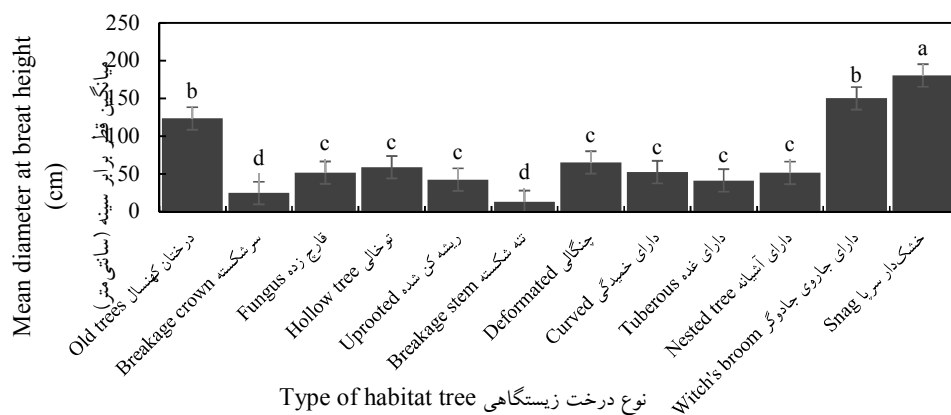 250
200
150
100
50
0
Mean diameter at breat height
(cm)
میانگین قطر برابر سینه (سانتی‌متر)
b
d
c
c
c
d
c
c
c
c
b
a
درختان کهنسال Old trees
سرشکسته Breakage crown
قارچ زده Fungus
توخالی Hollow tree
ریشه کن شده Uprooted
تنه شکسته Breakage stem
چنگالی Deformated
دارای خمیدگی Curved
دارای غده Tuberous
دارای آشیانه Nested tree
دارای جاروی جادوگر Witch's broom
خشک‌دار سرپا Snag
نوع درخت زیستگاهی Type of habitat tree